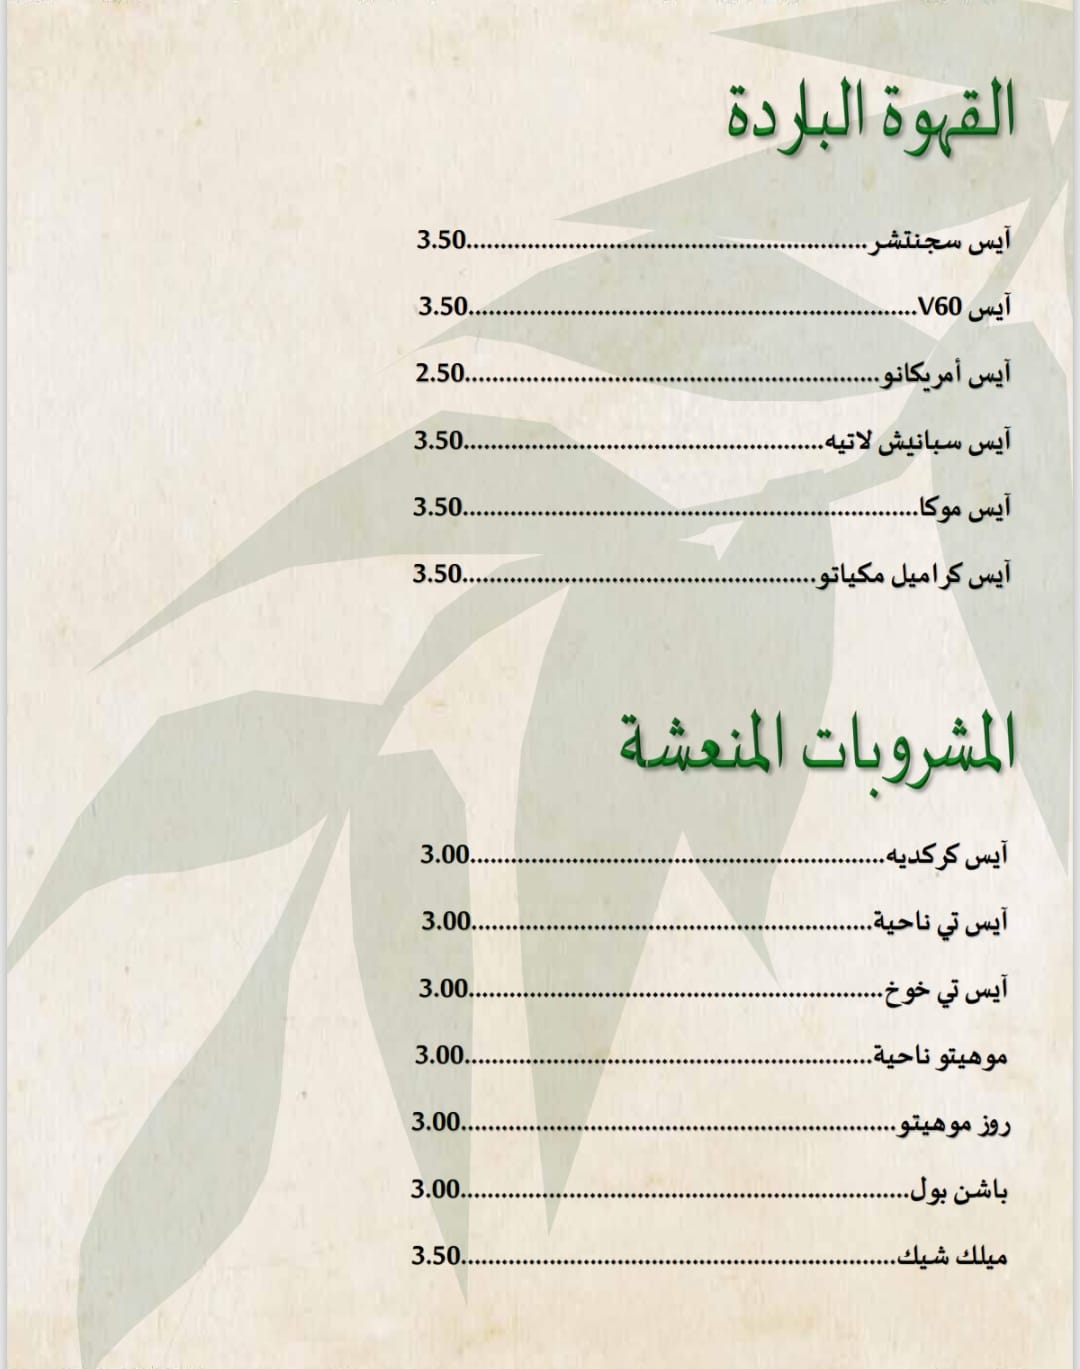 القهوة الباردة
آيس سجنتشر..............................................................3.50
آيس V60..............................................................3.50
آيس أمريكانو..............................................................2.50
آيس سبانيش لاتيه......................................................3.50
آيس موكا..............................................................3.50
آيس كراميل مكياتو......................................................3.50
المشروبات المنعشة
آيس كركديه..............................................................3.00
آيس تي ناحية..............................................................3.00
آيس تي خوخ..............................................................3.00
موهيتو ناحية..............................................................3.00
روز موهيتو..............................................................3.00
باشن بول..............................................................3.00
ميلك شيك..............................................................3.50